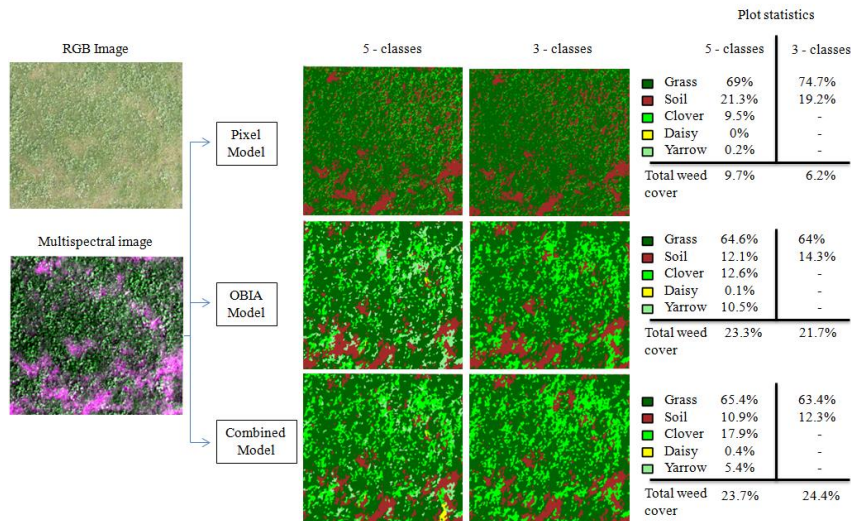 Plot statistics
RGB Image
5 - classes
3 - classes
5 - classes
3 - classes
Pixel Model
Grass 69% 74.7%
Soil 21.3% 19.2%
Clover 9.5% -
Daisy 0% -
Yarrow 0.2% -
Total weed cover 9.7% 6.2%
Multispectral image
OBIA Model
Grass 64.6% 64%
Soil 12.1% 14.3%
Clover 12.6% -
Daisy 0.1% -
Yarrow 10.5% -
Total weed cover 23.3% 21.7%
Combined Model
Grass 65.4% 63.4%
Soil 10.9% 12.3%
Clover 17.9% -
Daisy 0.4% -
Yarrow 5.4% -
Total weed cover 23.7% 24.4%